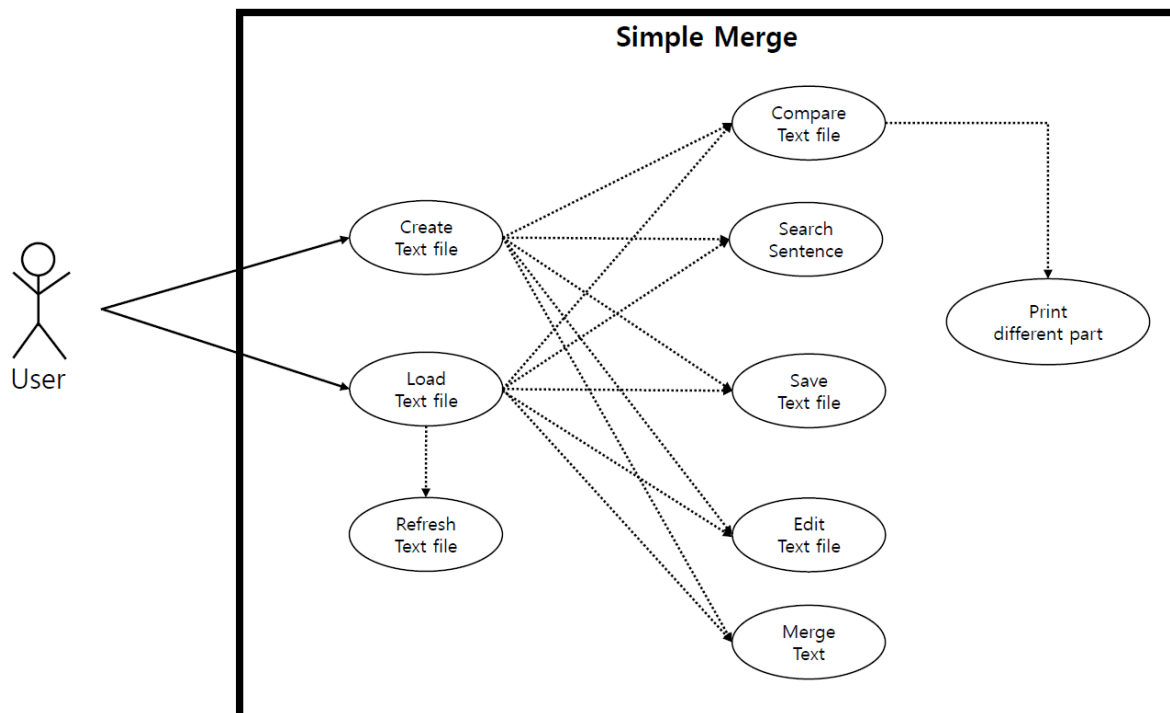 Simple Merge
Compare
Text file
Create
Text file
Search
Sentence
Print
different part
User
Load
Text file
Save
Text file
Refresh
Text file
Edit
Text file
Merge
Text